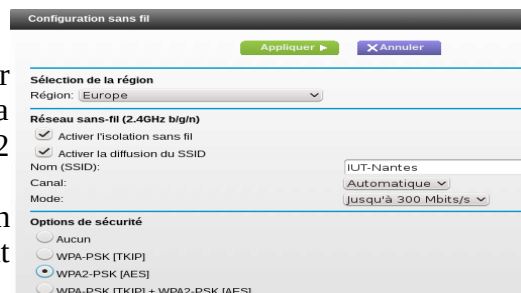 Configuration sans fil
Appliquer ▶ X Annuler
r
Sélection de la région
Région: Europe
a
Réseau sans-fil (2.4GHz b/g/n)
Activer l'isolation sans fil
2
Activer la diffusion du SSID
Nom (SSID): IUT-Nantes
Canal: Automatique
Mode: Jusqu'à 300 Mbits/s
n
Options de sécurité
Aucun
t
WPA-PSK [TKIP]
WPA2-PSK [AES]
WPA-PSK [TKIP] + WPA2-PSK [AES]